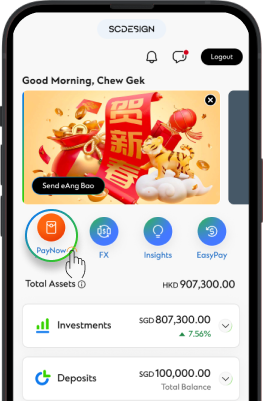 SCDESIGN
Logout
Good Morning, Chew Gek
賀
新
春
Send eAng Bao
PayNow
FX
Insights
EasyPay
Total Assets
HKD 907,300.00
Investments
SGD 807,300.00
▲ 7.56%
Deposits
SGD 100,000.00
Total Balance